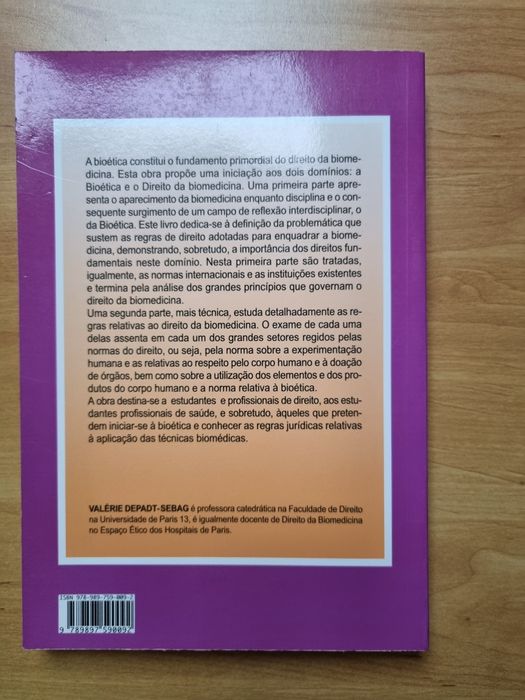 A bioética constitui o fundamento primordial do direito da biome-
dicina. Esta obra propõe uma iniciação aos dois domínios: a
Bioética e o Direito da biomedicina. Uma primeira parte apre-
senta o aparecimento da biomedicina enquanto disciplina e o con-
sequente surgimento de um campo de reflexão interdisciplinar, o
da Bioética. Este livro dedica-se à definição da problemática que
sustem as regras de direito adotadas para enquadrar a biome-
dicina, demonstrando, sobretudo, a importância dos direitos fun-
damentais neste domínio. Nesta primeira parte são tratadas,
igualmente, as normas internacionais e as instituições existentes
e termina pela análise dos grandes princípios que governam o
direito da biomedicina.
Uma segunda parte, mais técnica, estuda detalhadamente as re-
gras relativas ao direito da biomedicina. O exame de cada uma
delas assenta em cada um dos grandes setores regidos pelas
normas do direito, ou seja, pela norma sobre a experimentação
humana e as relativas ao respeito pelo corpo humano e à doação
de órgãos, bem como sobre a utilização dos elementos e dos pro-
dutos do corpo humano e a norma relativa à bioética.
A obra destina-se a estudantes e profissionais de direito, aos estu-
dantes profissionais de saúde, e sobretudo, àqueles que preten-
dem iniciar-se à bioética e conhecer as regras jurídicas relativas
à aplicação das técnicas biomédicas.
VALÉRIE DEPADT-SEBAG é professora catedrática na Faculdade de Direito
na Universidade de Paris 13, é igualmente docente de Direito da Biomedicina
no Espaço Ético dos Hospitais de Paris.
ISBN 978-989-759-009-2
9 789897 590092